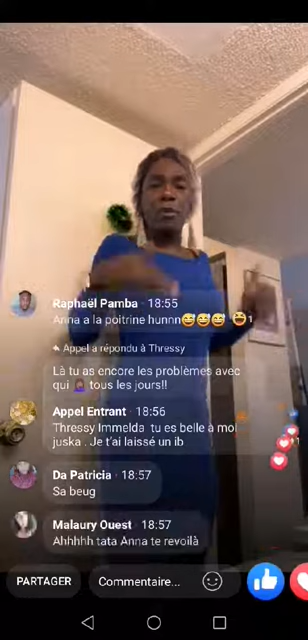 Raphaël Pamba · 18:55
Anna a la poitrine hunnn😅😅😅 😆1
Appel a répondu à Thressy
Là tu as encore les problèmes avec
qui 🤦🏾‍♀️ tous les jours!!
Appel Entrant · 18:56
Thressy Immelda tu es belle à moi
juska . Je t'ai laissé un ib
1
Da Patricia · 18:57
Sa beug
Malaury Ouest · 18:57
Ahhhhh tata Anna te revoilà
PARTAGER
Commentaire...